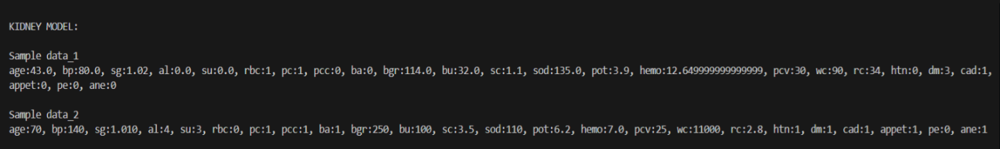 KIDNEY MODEL:
Sample data_1
age:43.0, bp:80.0, sg:1.02, al:0.0, su:0.0, rbc:1, pc:1, pcc:0, ba:0, bgr:114.0, bu:32.0, sc:1.1, sod:135.0, pot:3.9, hemo:12.649999999999999, pcv:30, wc:90, rc:34, htn:0, dm:3, cad:1,
appet:0, pe:0, ane:0
Sample data_2
age:70, bp:140, sg:1.010, al:4, su:3, rbc:0, pc:1, pcc:1, ba:1, bgr:250, bu:100, sc:3.5, sod:110, pot:6.2, hemo:7.0, pcv:25, wc:11000, rc:2.8, htn:1, dm:1, cad:1, appet:1, pe:0, ane:1